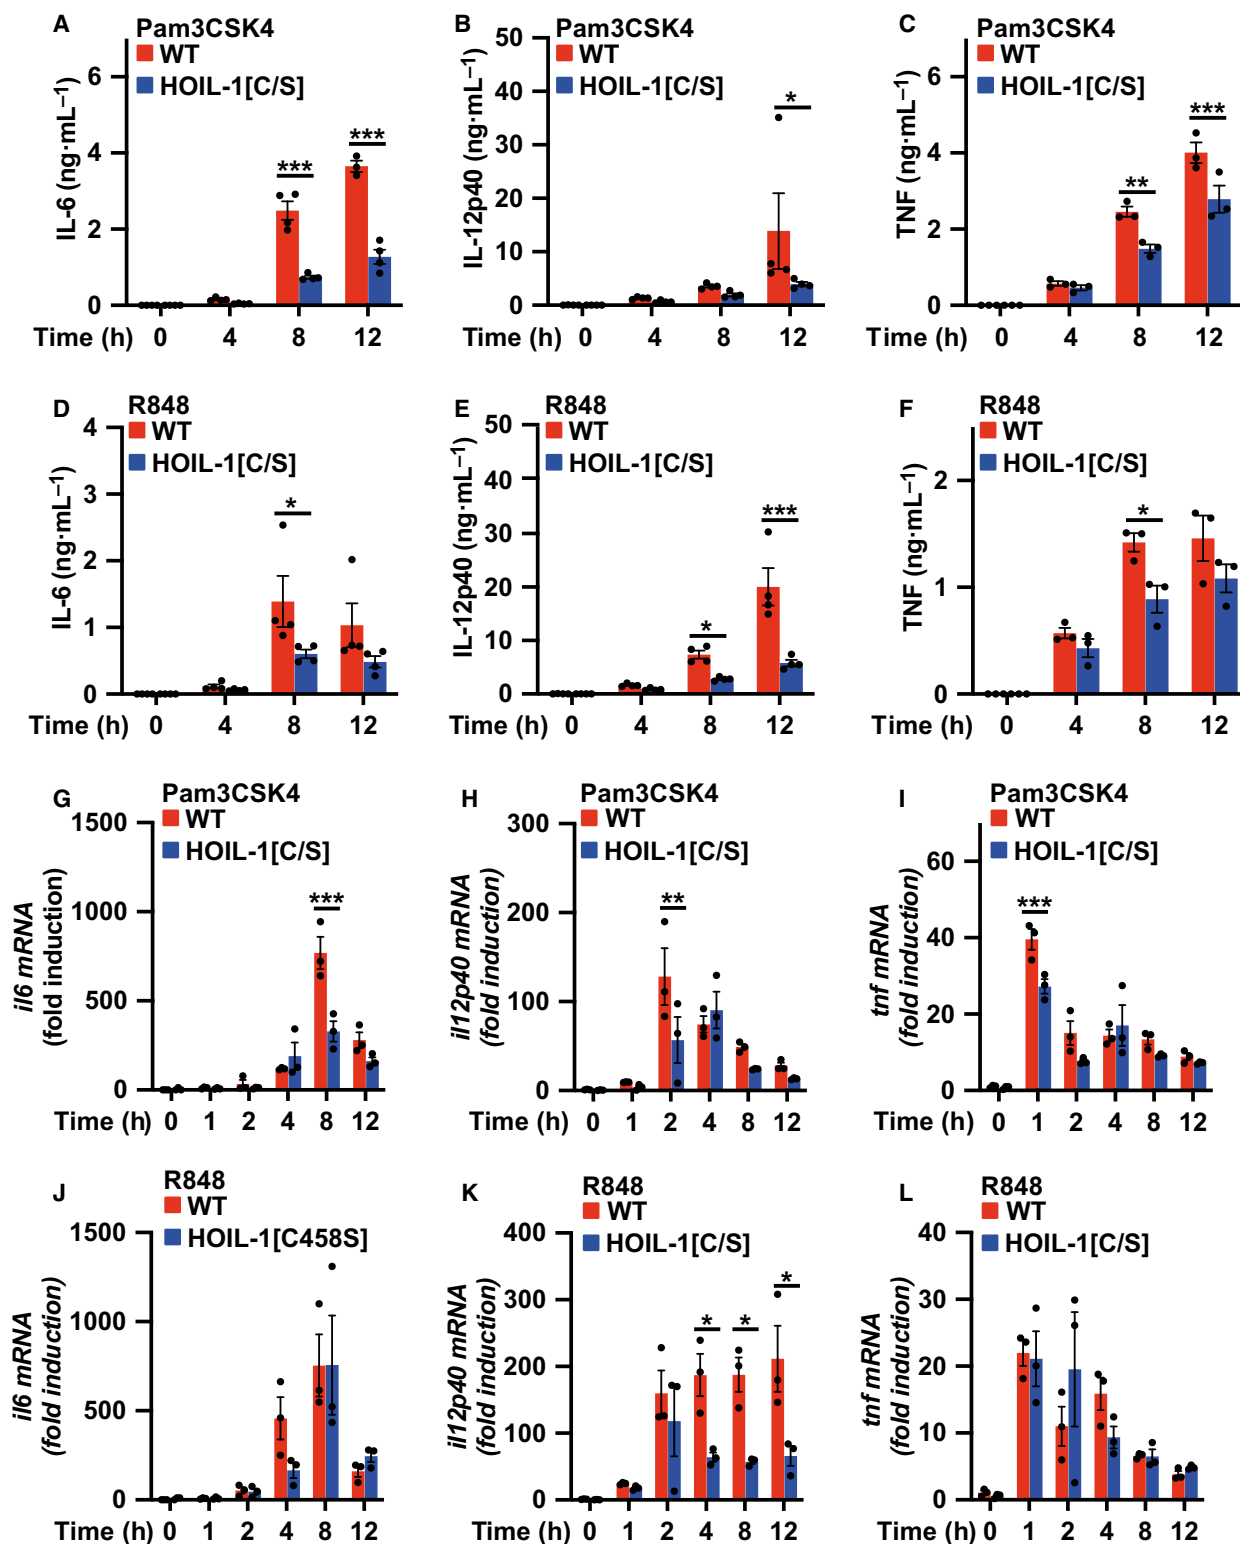 A
Pam3CSK4
WT
HOIL-1[C/S]
IL-6 (ng·mL−1)
6
4
2
0
***
***
Time (h) 0 4 8 12
B
Pam3CSK4
WT
HOIL-1[C/S]
IL-12p40 (ng·mL−1)
50
40
30
20
10
0
*
Time (h) 0 4 8 12
C
Pam3CSK4
WT
HOIL-1[C/S]
TNF (ng·mL−1)
6
4
2
0
**
***
Time (h) 0 4 8 12
D
R848
WT
HOIL-1[C/S]
IL-6 (ng·mL−1)
4
3
2
1
0
*
Time (h) 0 4 8 12
E
R848
WT
HOIL-1[C/S]
IL-12p40 (ng·mL−1)
50
40
30
20
10
0
*
***
Time (h) 0 4 8 12
F
R848
WT
HOIL-1[C/S]
TNF (ng·mL−1)
2
1
0
*
Time (h) 0 4 8 12
G
Pam3CSK4
WT
HOIL-1[C/S]
il6 mRNA
(fold induction)
1500
1000
500
0
***
Time (h) 0 1 2 4 8 12
H
Pam3CSK4
WT
HOIL-1[C/S]
il12p40 mRNA
(fold induction)
300
200
100
0
**
Time (h) 0 1 2 4 8 12
I
Pam3CSK4
WT
HOIL-1[C/S]
tnf mRNA
(fold induction)
60
40
20
0
***
Time (h) 0 1 2 4 8 12
J
R848
WT
HOIL-1[C458S]
il6 mRNA
(fold induction)
1500
1000
500
0
Time (h) 0 1 2 4 8 12
K
R848
WT
HOIL-1[C/S]
il12p40 mRNA
(fold induction)
400
300
200
100
0
*
*
*
Time (h) 0 1 2 4 8 12
L
R848
WT
HOIL-1[C/S]
tnf mRNA
(fold induction)
40
30
20
10
0
Time (h) 0 1 2 4 8 12